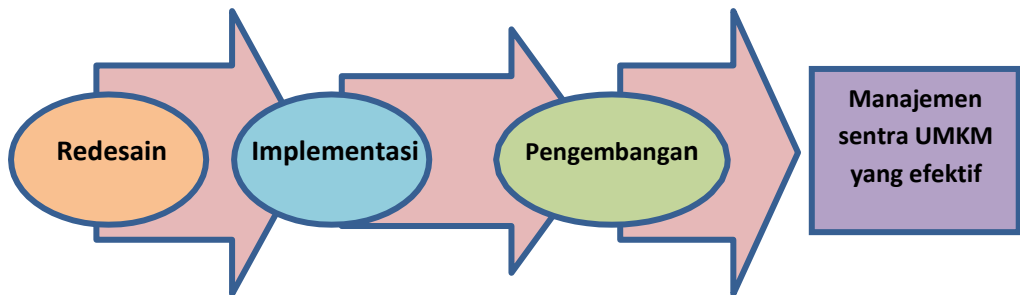 Redesain
Implementasi
Pengembangan
Manajemen
sentra UMKM
yang efektif